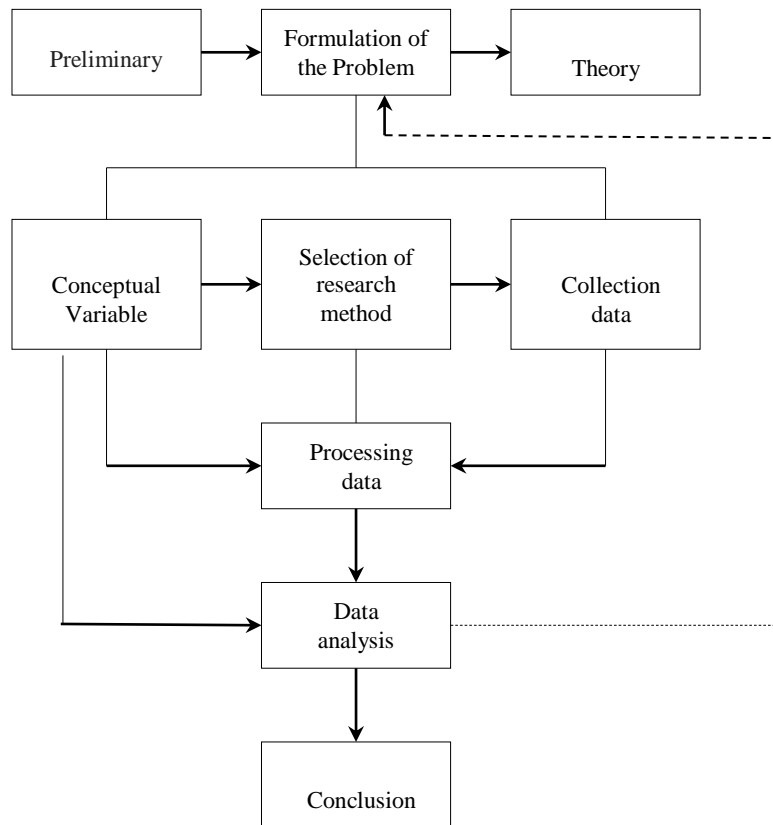 Preliminary
Formulation of
the Problem
Theory
Conceptual
Variable
Selection of
research
method
Collection
data
Processing
data
Data
analysis
Conclusion